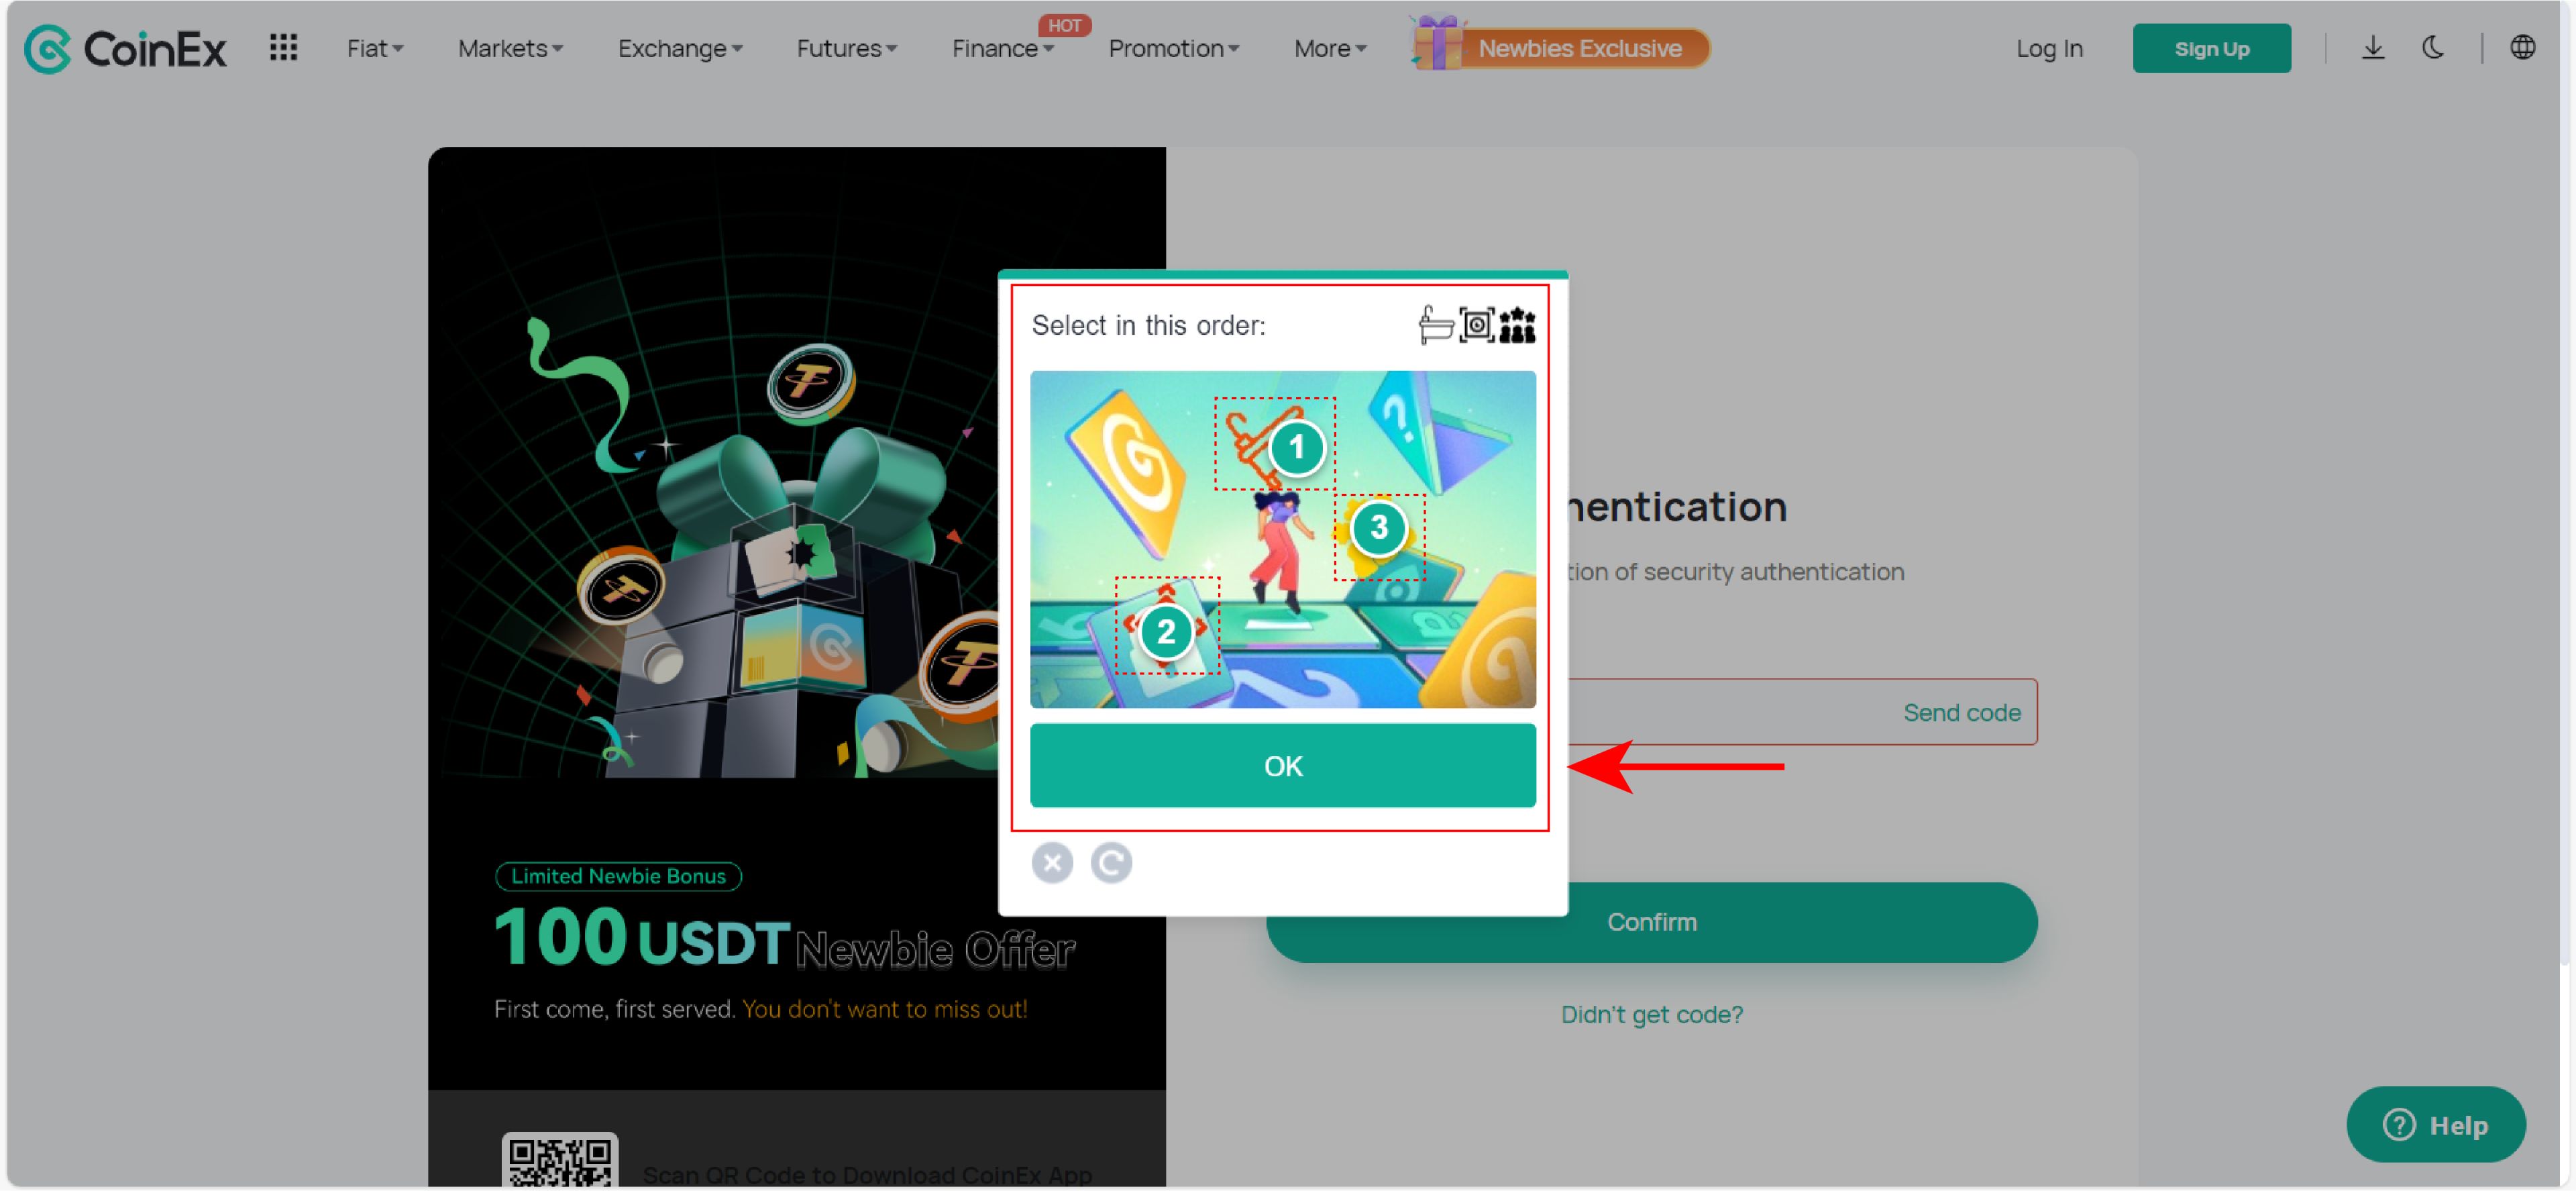 CoinEx
Fiat
Markets
Exchange
Futures
Finance
HOT
Promotion
More
Newbies Exclusive
Log In
Sign Up
Select in this order:
1
3
2
OK
hentication
tion of security authentication
Send code
Confirm
Didn't get code?
Limited Newbie Bonus
100 USDT Newbie Offer
First come, first served. You don't want to miss out!
Scan QR Code to Download CoinEx App
? Help